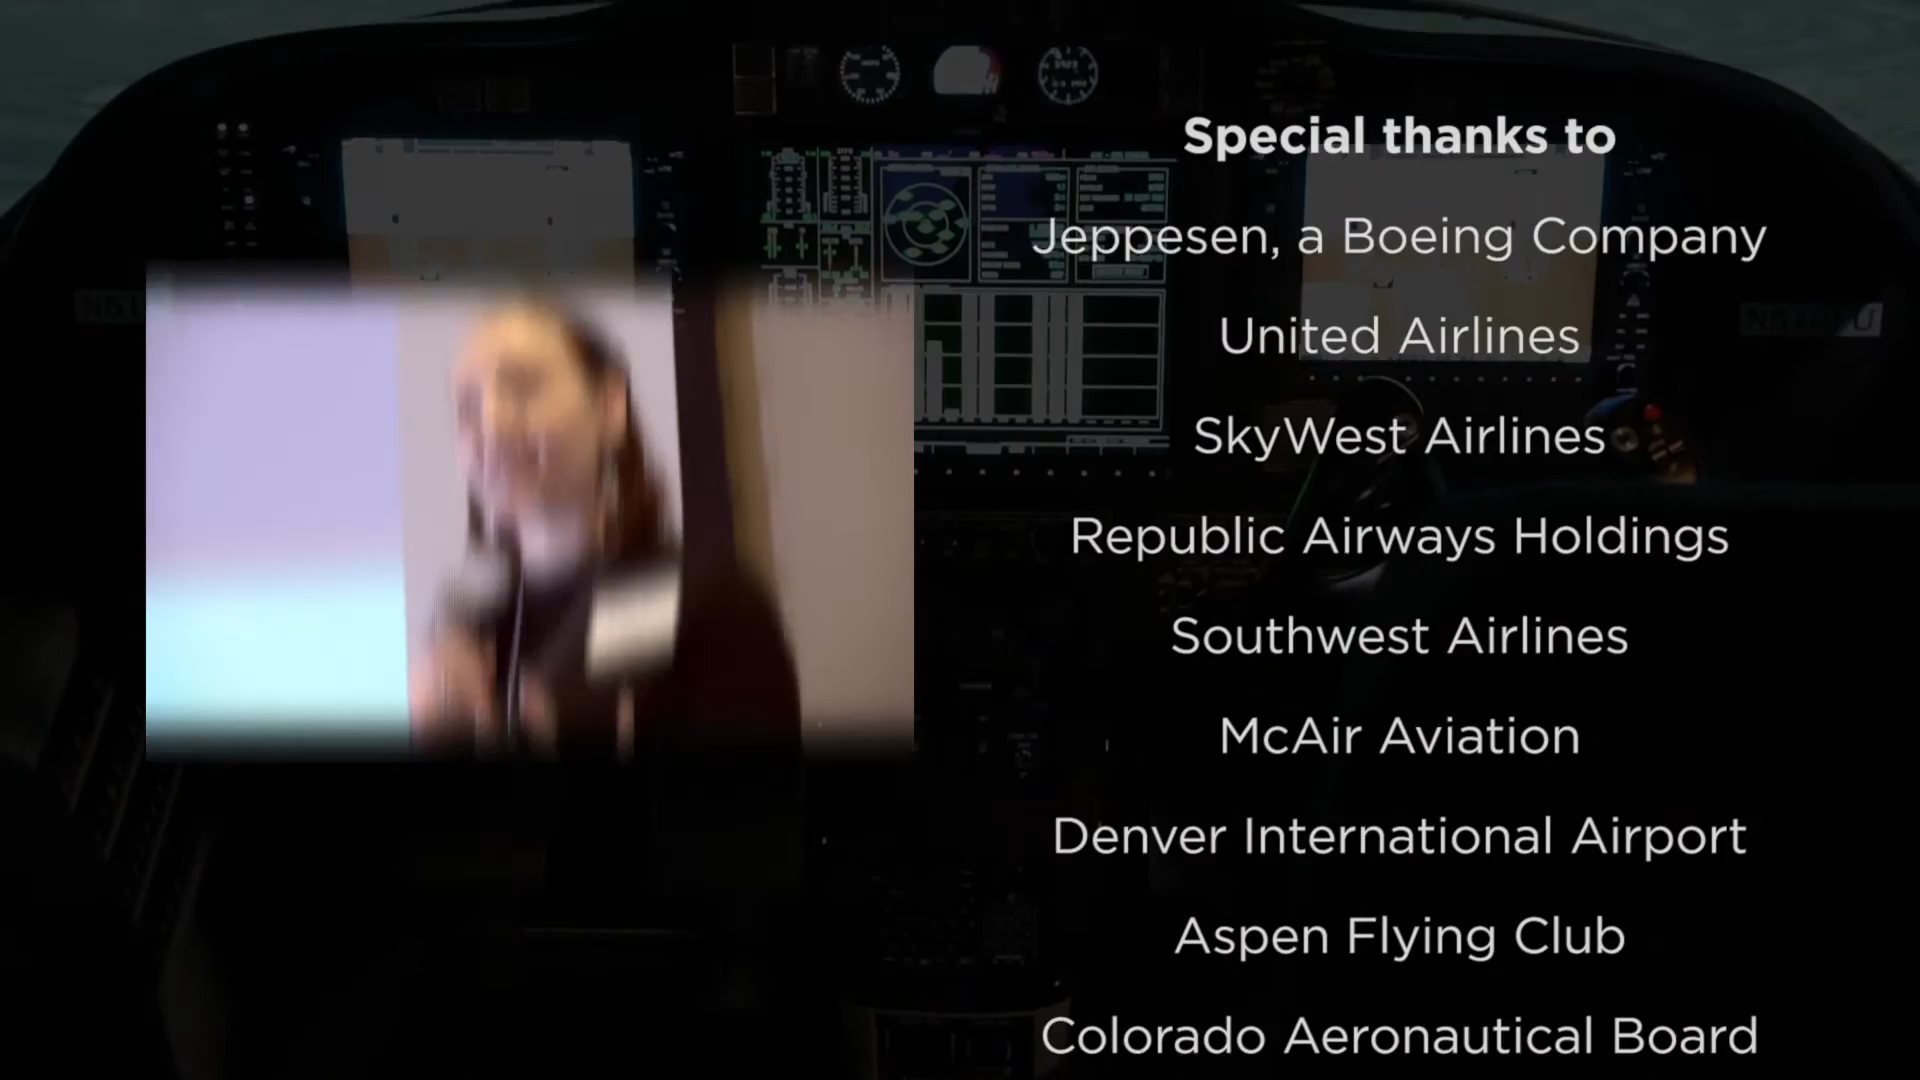 Special thanks to
Jeppesen, a Boeing Company
United Airlines
SkyWest Airlines
Republic Airways Holdings
Southwest Airlines
McAir Aviation
Denver International Airport
Aspen Flying Club
Colorado Aeronautical Board